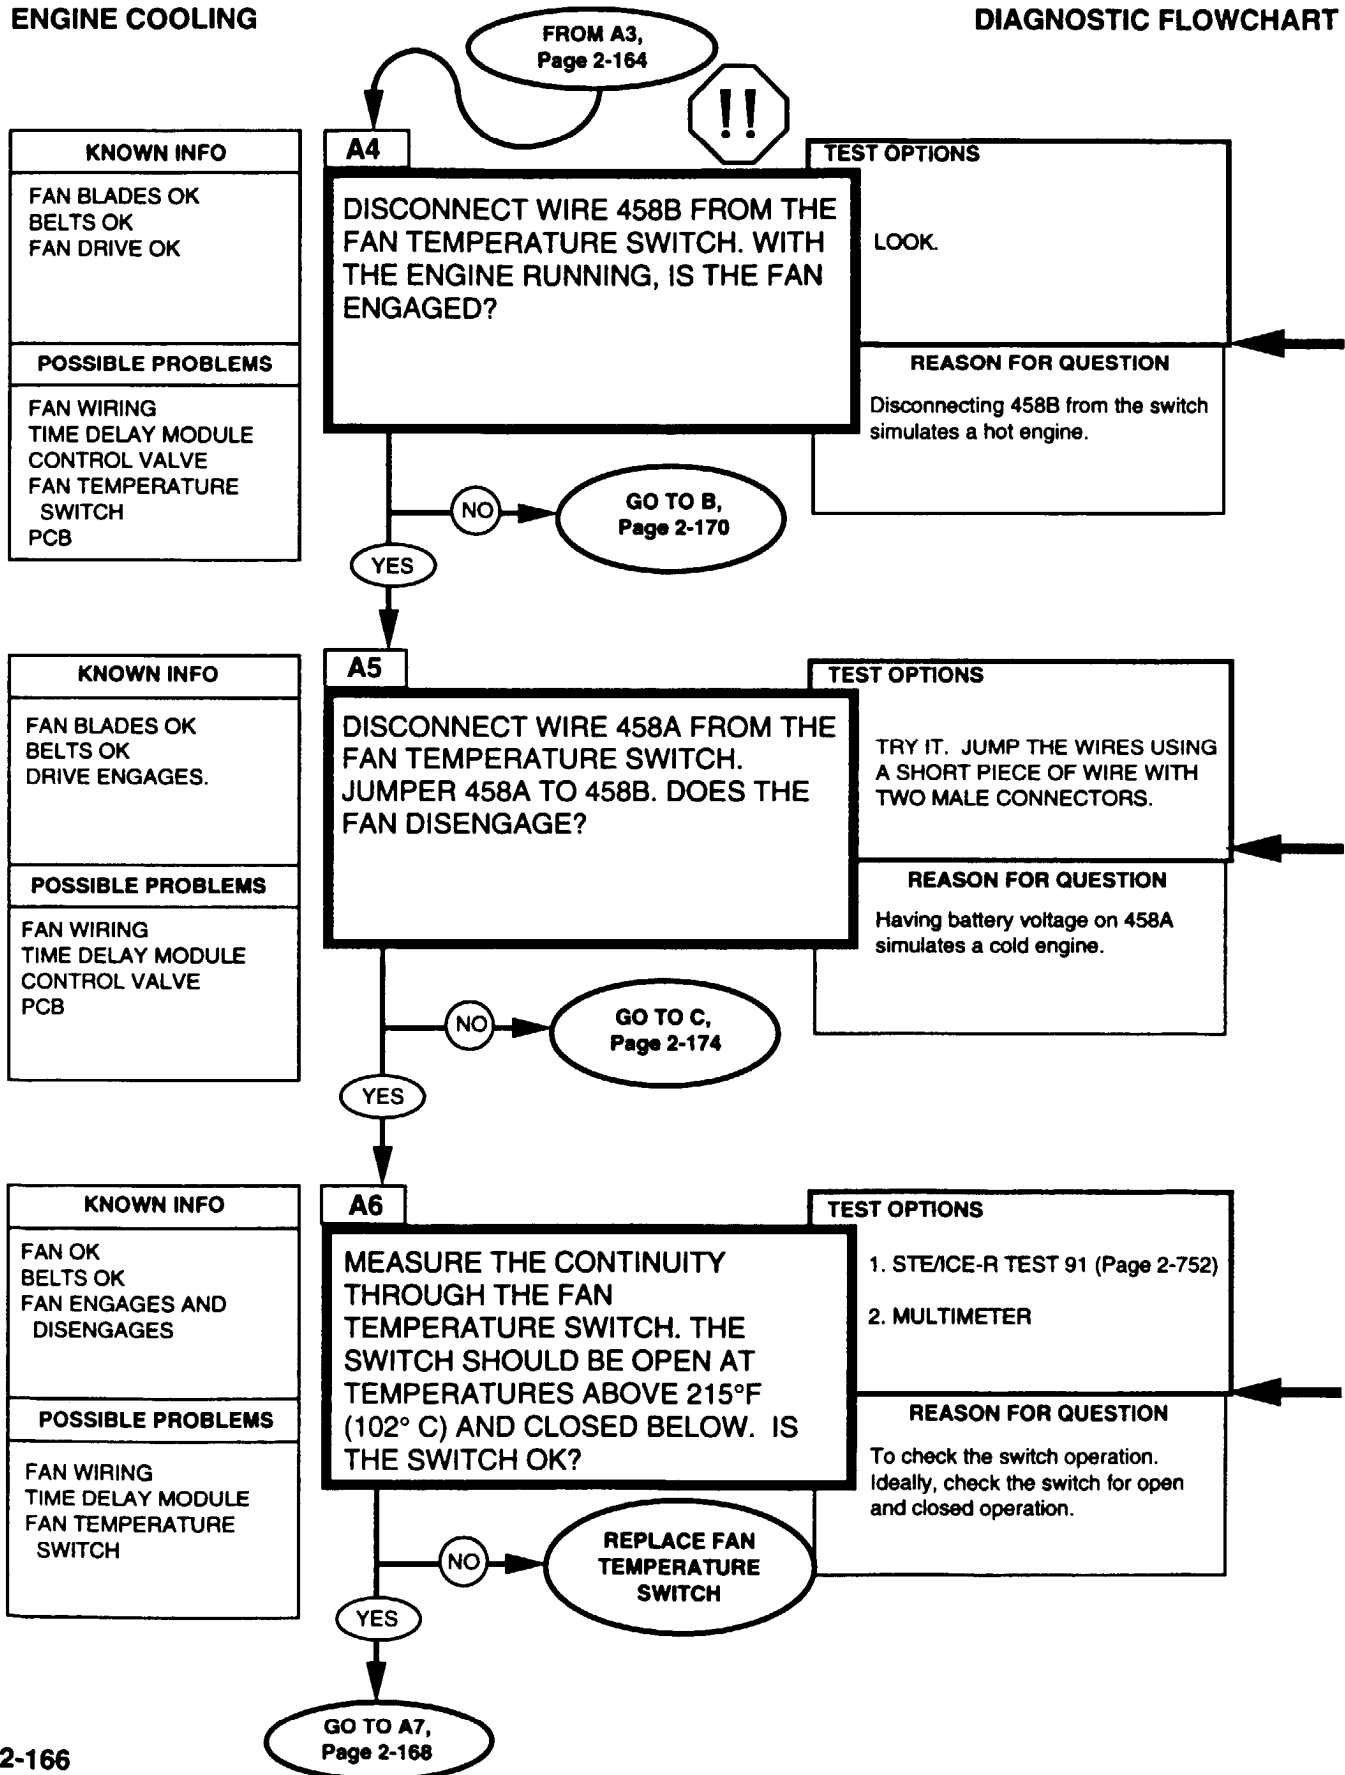 ENGINE COOLING
DIAGNOSTIC FLOWCHART
FROM A3,
Page 2-164
!!
KNOWN INFO
FAN BLADES OK
BELTS OK
FAN DRIVE OK
POSSIBLE PROBLEMS
FAN WIRING
TIME DELAY MODULE
CONTROL VALVE
FAN TEMPERATURE
SWITCH
PCB
A4
DISCONNECT WIRE 458B FROM THE
FAN TEMPERATURE SWITCH. WITH
THE ENGINE RUNNING, IS THE FAN
ENGAGED?
TEST OPTIONS
LOOK.
REASON FOR QUESTION
Disconnecting 458B from the switch
simulates a hot engine.
NO
GO TO B,
Page 2-170
YES
KNOWN INFO
FAN BLADES OK
BELTS OK
DRIVE ENGAGES.
POSSIBLE PROBLEMS
FAN WIRING
TIME DELAY MODULE
CONTROL VALVE
PCB
A5
DISCONNECT WIRE 458A FROM THE
FAN TEMPERATURE SWITCH.
JUMPER 458A TO 458B. DOES THE
FAN DISENGAGE?
TEST OPTIONS
TRY IT. JUMP THE WIRES USING
A SHORT PIECE OF WIRE WITH
TWO MALE CONNECTORS.
REASON FOR QUESTION
Having battery voltage on 458A
simulates a cold engine.
NO
GO TO C,
Page 2-174
YES
KNOWN INFO
FAN OK
BELTS OK
FAN ENGAGES AND
DISENGAGES
POSSIBLE PROBLEMS
FAN WIRING
TIME DELAY MODULE
FAN TEMPERATURE
SWITCH
A6
MEASURE THE CONTINUITY
THROUGH THE FAN
TEMPERATURE SWITCH. THE
SWITCH SHOULD BE OPEN AT
TEMPERATURES ABOVE 215°F
(102° C) AND CLOSED BELOW. IS
THE SWITCH OK?
TEST OPTIONS
1. STE/ICE-R TEST 91 (Page 2-752)
2. MULTIMETER
REASON FOR QUESTION
To check the switch operation.
Ideally, check the switch for open
and closed operation.
NO
REPLACE FAN
TEMPERATURE
SWITCH
YES
GO TO A7,
Page 2-168
2-166